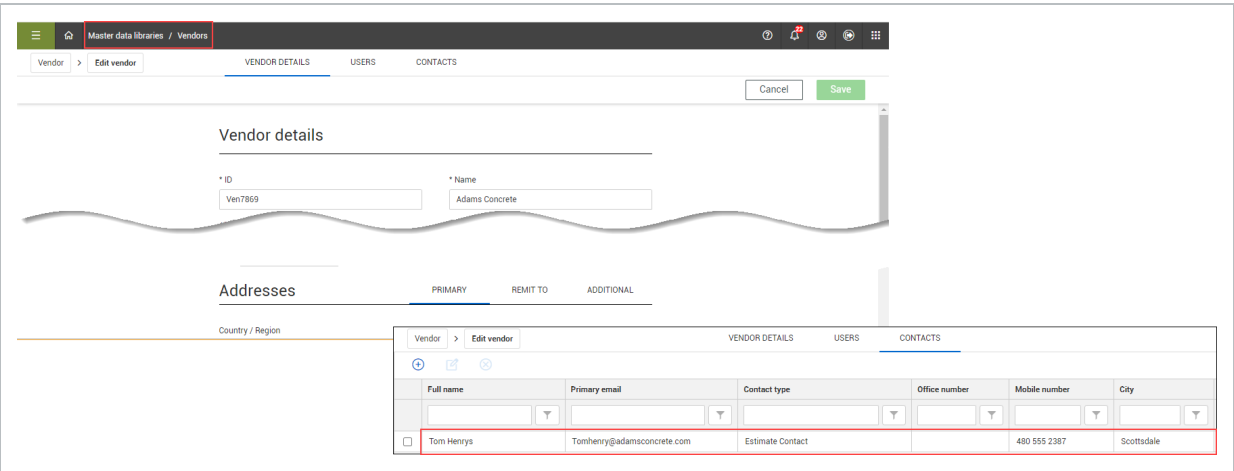 Master data libraries / Vendors
22
Vendor > Edit vendor VENDOR DETAILS USERS CONTACTS
Cancel Save
Vendor details
* ID * Name
Ven7869 Adams Concrete
Addresses PRIMARY REMIT TO ADDITIONAL
Country / Region
Vendor > Edit vendor VENDOR DETAILS USERS CONTACTS
Full name Primary email Contact type Office number Mobile number City
Tom Henrys Tomhenry@adamsconcrete.com Estimate Contact 480 555 2387 Scottsdale